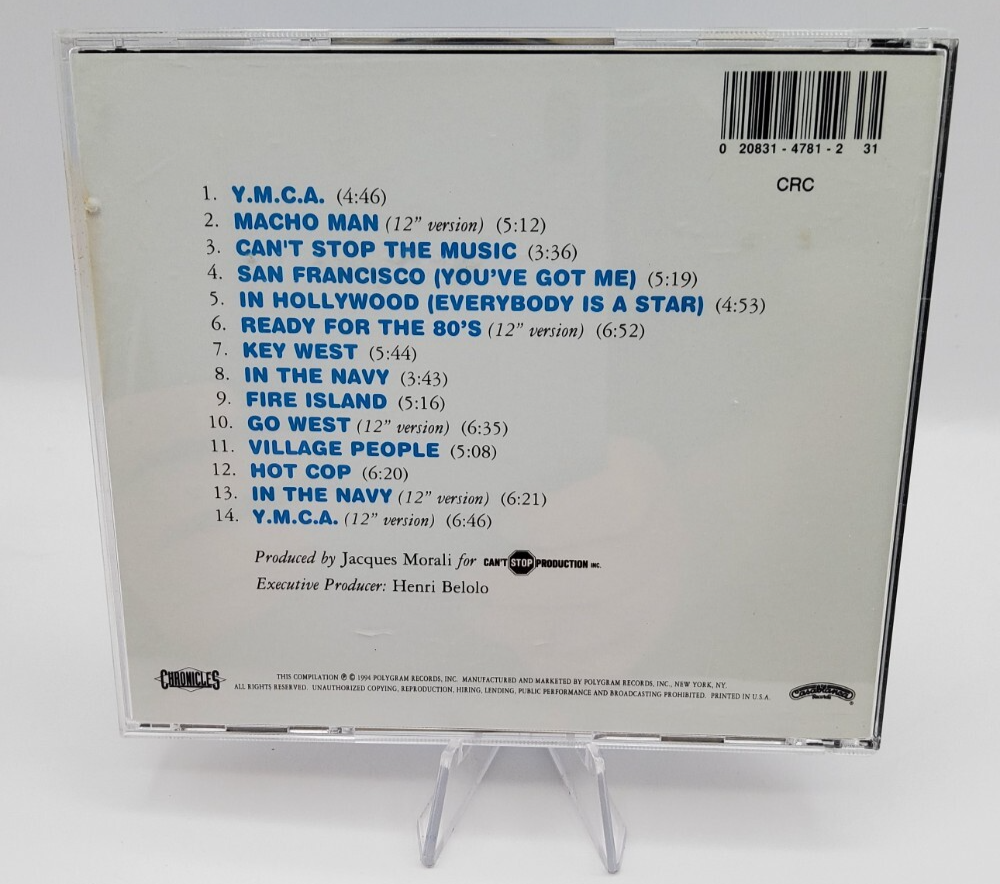 0 20831 - 4781 - 2 31
CRC
1. Y.M.C.A. (4:46)
2. MACHO MAN (12" version) (5:12)
3. CAN'T STOP THE MUSIC (3:36)
4. SAN FRANCISCO (YOU'VE GOT ME) (5:19)
5. IN HOLLYWOOD (EVERYBODY IS A STAR) (4:53)
6. READY FOR THE 80'S (12" version) (6:52)
7. KEY WEST (5:44)
8. IN THE NAVY (3:43)
9. FIRE ISLAND (5:16)
10. GO WEST (12" version) (6:35)
11. VILLAGE PEOPLE (5:08)
12. HOT COP (6:20)
13. IN THE NAVY (12" version) (6:21)
14. Y.M.C.A. (12" version) (6:46)
Produced by Jacques Morali for CAN'T STOP PRODUCTION INC.
Executive Producer: Henri Belolo
CHRONICLES
THIS COMPILATION ℗ © 1994 POLYGRAM RECORDS, INC. MANUFACTURED AND MARKETED BY POLYGRAM RECORDS, INC., NEW YORK, NY
ALL RIGHTS RESERVED. UNAUTHORIZED COPYING, REPRODUCTION, HIRING, LENDING, PUBLIC PERFORMANCE AND BROADCASTING PROHIBITED. PRINTED IN U.S.A.
Casablanca
Records